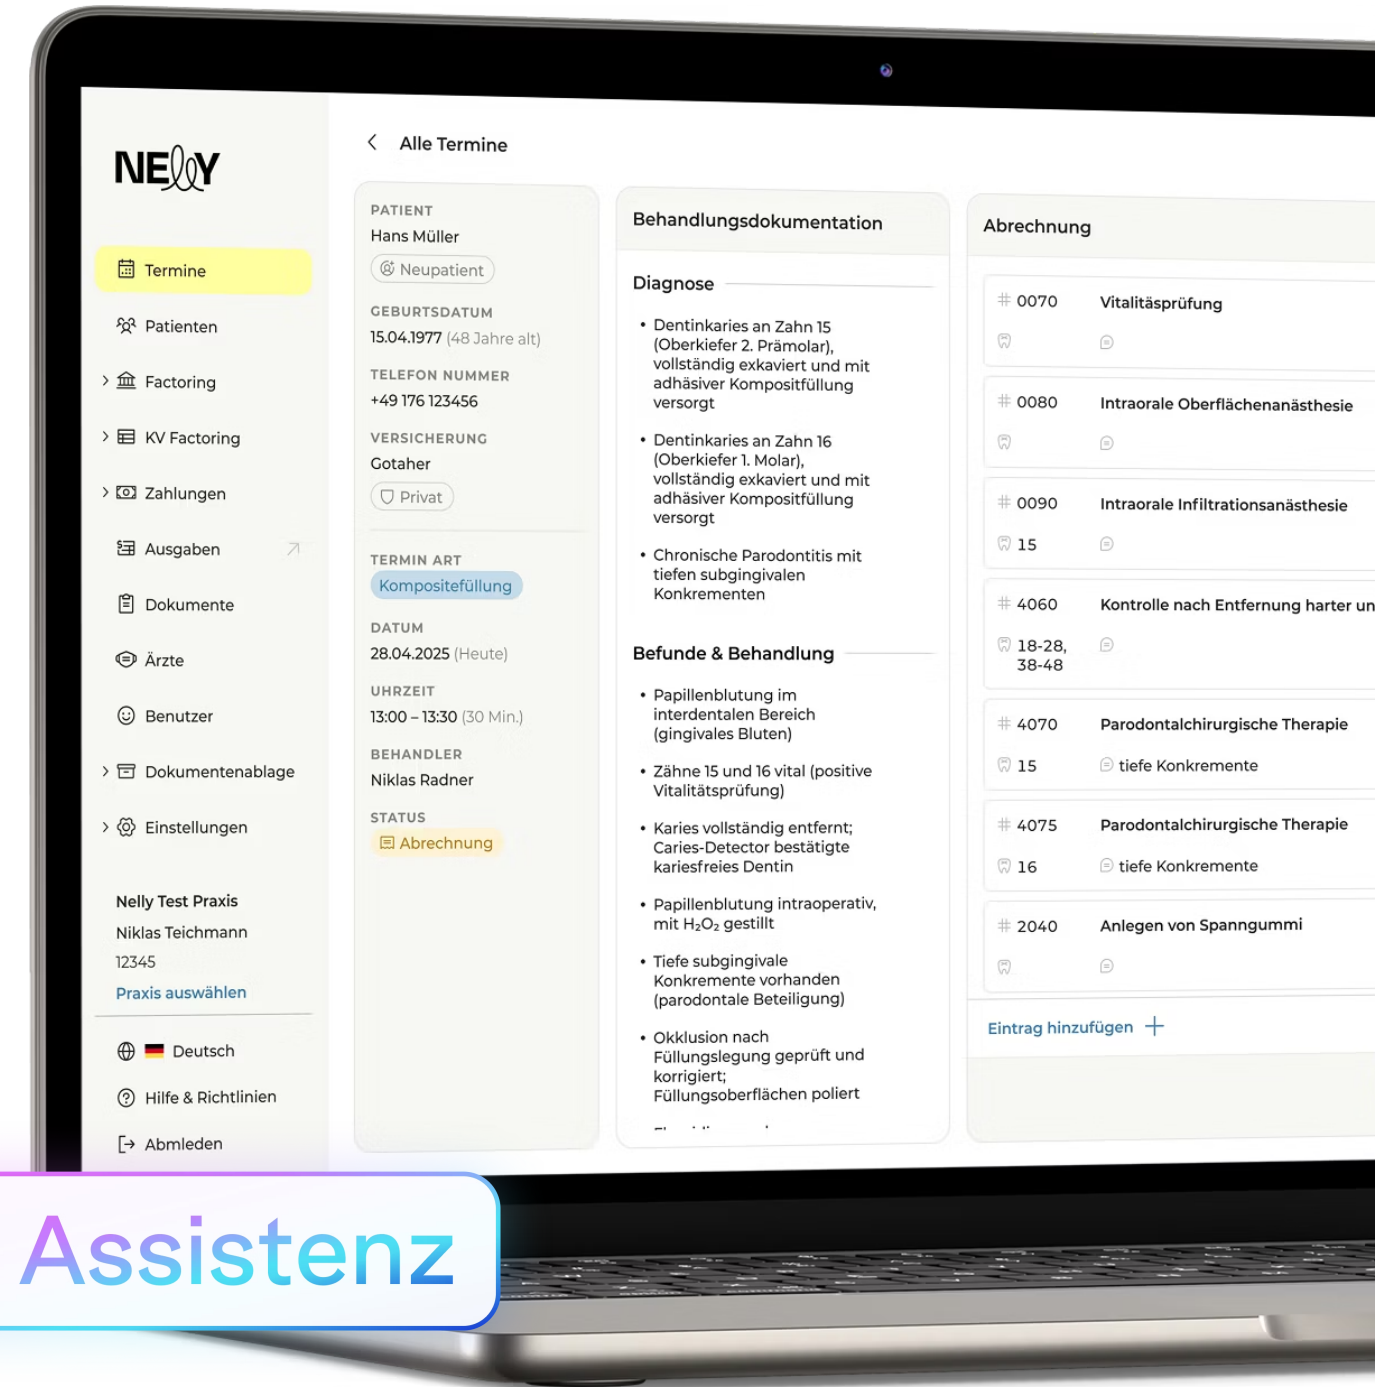 NELLY
Termine
Patienten
Factoring
KV Factoring
Zahlungen
Ausgaben
Dokumente
Ärzte
Benutzer
Dokumentenablage
Einstellungen
Nelly Test Praxis
Niklas Teichmann
12345
Praxis auswählen
Deutsch
Hilfe & Richtlinien
Abmleden
Alle Termine
PATIENT
Hans Müller
Neupatient
GEBURTSDATUM
15.04.1977 (48 Jahre alt)
TELEFON NUMMER
+49 176 123456
VERSICHERUNG
Gotaher
Privat
TERMIN ART
Kompositefüllung
DATUM
28.04.2025 (Heute)
UHRZEIT
13:00 – 13:30 (30 Min.)
BEHANDLER
Niklas Radner
STATUS
Abrechnung
Behandlungsdokumentation
Diagnose
• Dentinkaries an Zahn 15
(Oberkiefer 2. Prämolar),
vollständig exkaviert und mit
adhäsiver Kompositfüllung
versorgt
• Dentinkaries an Zahn 16
(Oberkiefer 1. Molar),
vollständig exkaviert und mit
adhäsiver Kompositfüllung
versorgt
• Chronische Parodontitis mit
tiefen subgingivalen
Konkrementen
Befunde & Behandlung
• Papillenblutung im
interdentalen Bereich
(gingivales Bluten)
• Zähne 15 und 16 vital (positive
Vitalitätsprüfung)
• Karies vollständig entfernt;
Caries-Detector bestätigte
kariesfreies Dentin
• Papillenblutung intraoperativ,
mit H₂O₂ gestillt
• Tiefe subgingivale
Konkremente vorhanden
(parodontale Beteiligung)
• Okklusion nach
Füllungslegung geprüft und
korrigiert;
Füllungsoberflächen poliert
Abrechnung
# 0070 Vitalitäsprüfung
# 0080 Intraorale Oberflächenanästhesie
# 0090 Intraorale Infiltrationsanästhesie
15
# 4060 Kontrolle nach Entfernung harter un
18-28,
38-48
# 4070 Parodontalchirurgische Therapie
15 tiefe Konkremente
# 4075 Parodontalchirurgische Therapie
16 tiefe Konkremente
# 2040 Anlegen von Spanngummi
Eintrag hinzufügen +
Assistenz